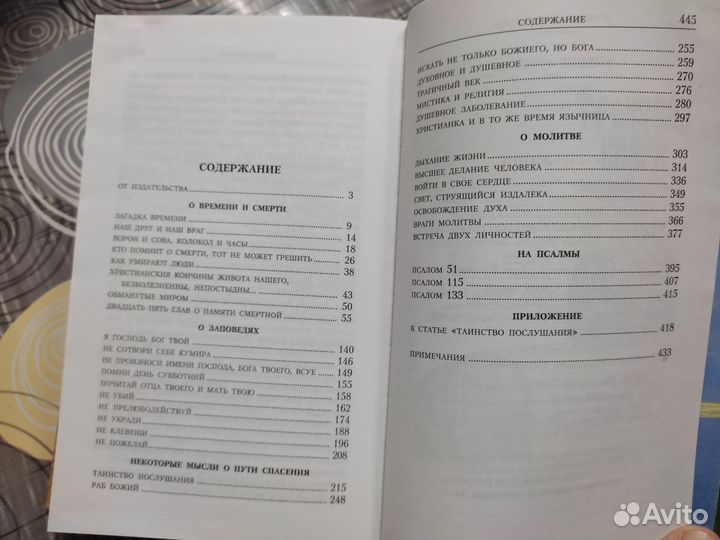 СОДЕРЖАНИЕ
ОТ ИЗДАТЕЛЬСТВА 3
О ВРЕМЕНИ И СМЕРТИ
ЗАГАДКА ВРЕМЕНИ 9
НАШ ДРУГ И НАШ ВРАГ 14
ВОРОН И СОВА, КОЛОКОЛ И ЧАСЫ 18
КТО ПОМНИТ О СМЕРТИ, ТОТ НЕ МОЖЕТ ГРЕШИТЬ 26
КАК УМИРАЮТ ЛЮДИ 38
ХРИСТИАНСКИЯ КОНЧИНЫ ЖИВОТА НАШЕГО,
БЕЗБОЛЕЗНЕННЫ, НЕПОСТЫДНЫ... 43
ОБМАНУТЫЕ МИРОМ 50
ДВАДЦАТЬ ПЯТЬ ГЛАВ О ПАМЯТИ СМЕРТНОЙ 55
О ЗАПОВЕДЯХ
Я ГОСПОДЬ БОГ ТВОЙ 140
НЕ СОТВОРИ СЕБЕ КУМИРА 146
НЕ ПРОИЗНОСИ ИМЕНИ ГОСПОДА, БОГА ТВОЕГО, ВСУЕ 149
ПОМНИ ДЕНЬ СУББОТНИЙ 155
ПОЧИТАЙ ОТЦА ТВОЕГО И МАТЬ ТВОЮ 158
НЕ УБИЙ 162
НЕ ПРЕЛЮБОДЕЙСТВУЙ 174
НЕ УКРАДИ 188
НЕ КЛЕВЕЩИ 196
НЕ ПОЖЕЛАЙ... 208
НЕКОТОРЫЕ МЫСЛИ О ПУТИ СПАСЕНИЯ
ТАИНСТВО ПОСЛУШАНИЯ 215
РАБ БОЖИЙ 248
СОДЕРЖАНИЕ 445
ИСКАТЬ НЕ ТОЛЬКО БОЖИЕГО, НО БОГА 255
ДУХОВНОЕ И ДУШЕВНОЕ 259
ТРАГИЧНЫЙ ВЕК 270
МИСТИКА И РЕЛИГИЯ 276
ДУШЕВНОЕ ЗАБОЛЕВАНИЕ 280
ХРИСТИАНКА И В ТО ЖЕ ВРЕМЯ ЯЗЫЧНИЦА 297
О МОЛИТВЕ
ДЫХАНИЕ ЖИЗНИ 303
ВЫСШЕЕ ДЕЛАНИЕ ЧЕЛОВЕКА 314
ВОЙТИ В СВОЕ СЕРДЦЕ 336
СВЕТ, СТРУЯЩИЙСЯ ИЗДАЛЕКА 349
ОСВОБОЖДЕНИЕ ДУХА 355
ВРАГИ МОЛИТВЫ 366
ВСТРЕЧА ДВУХ ЛИЧНОСТЕЙ 377
НА ПСАЛМЫ
ПСАЛОМ 51 395
ПСАЛОМ 115 407
ПСАЛОМ 133 415
ПРИЛОЖЕНИЕ
К СТАТЬЕ «ТАИНСТВО ПОСЛУШАНИЯ» 418
ПРИМЕЧАНИЯ 433
Avito